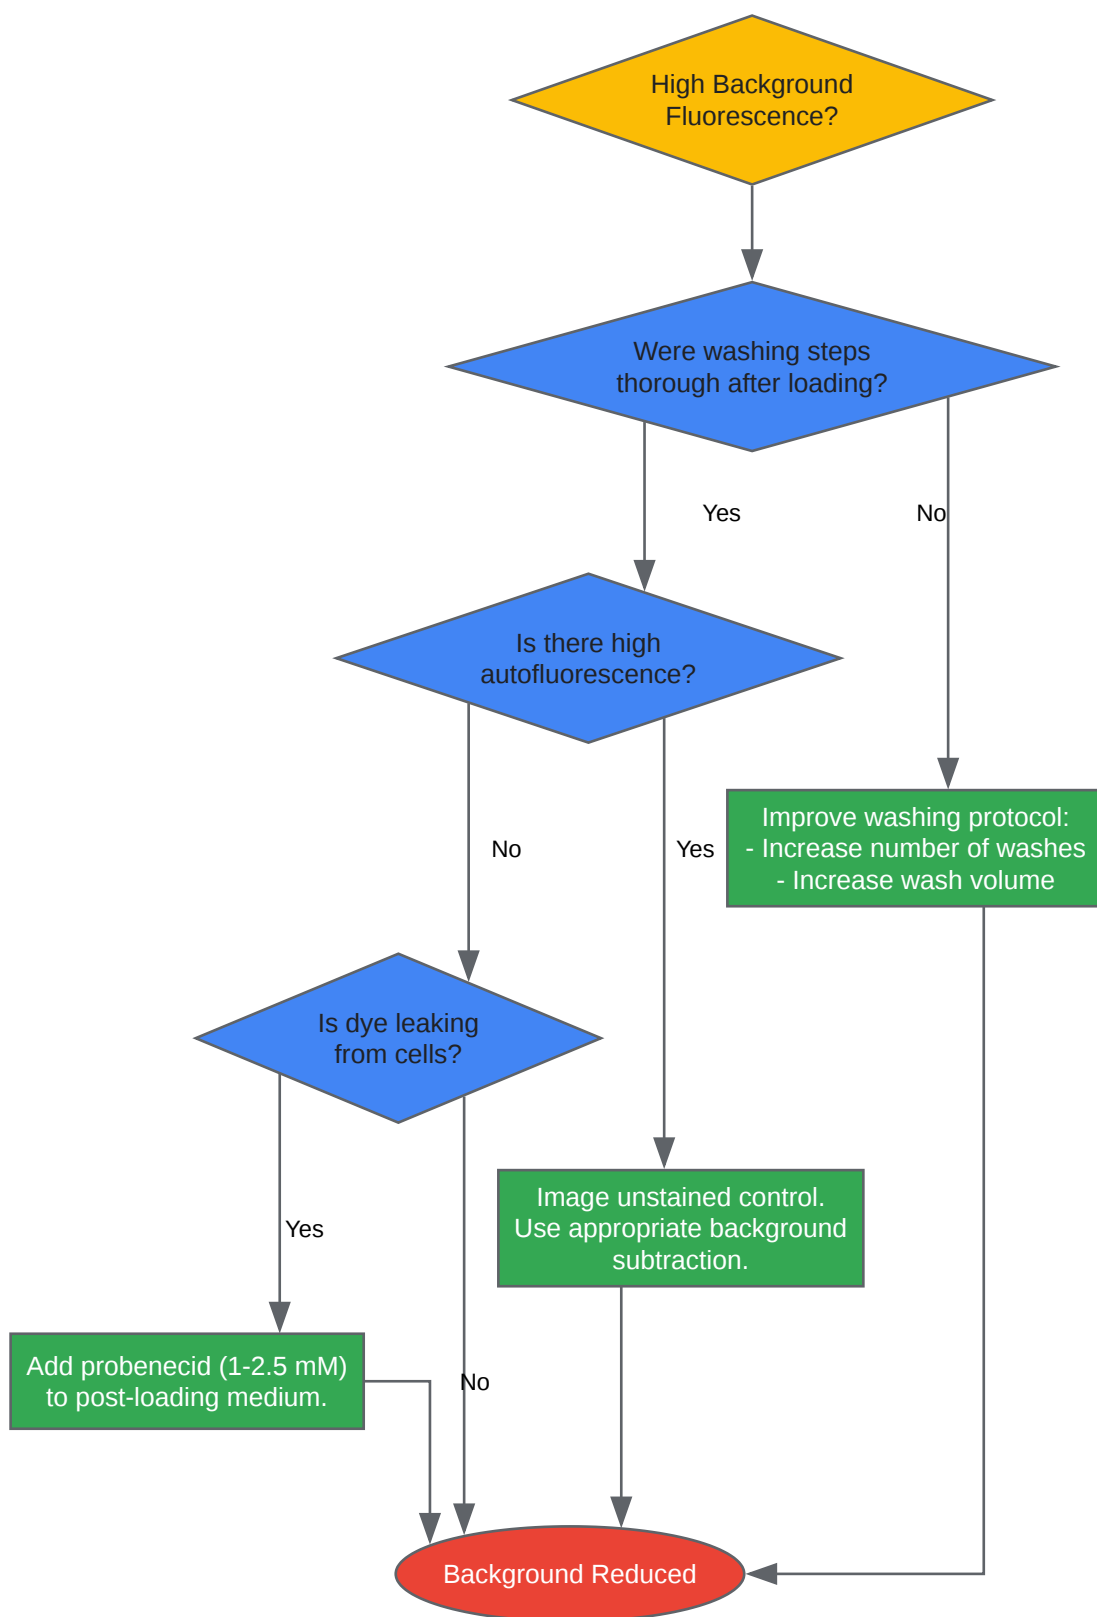 High Background
Fluorescence?
Were washing steps
thorough after loading?
Yes
No
Is there high
autofluorescence?
Improve washing protocol:
- Increase number of washes
- Increase wash volume
No
Yes
Is dye leaking
from cells?
Image unstained control.
Use appropriate background
subtraction.
Yes
Add probenecid (1-2.5 mM)
to post-loading medium.
No
Background Reduced